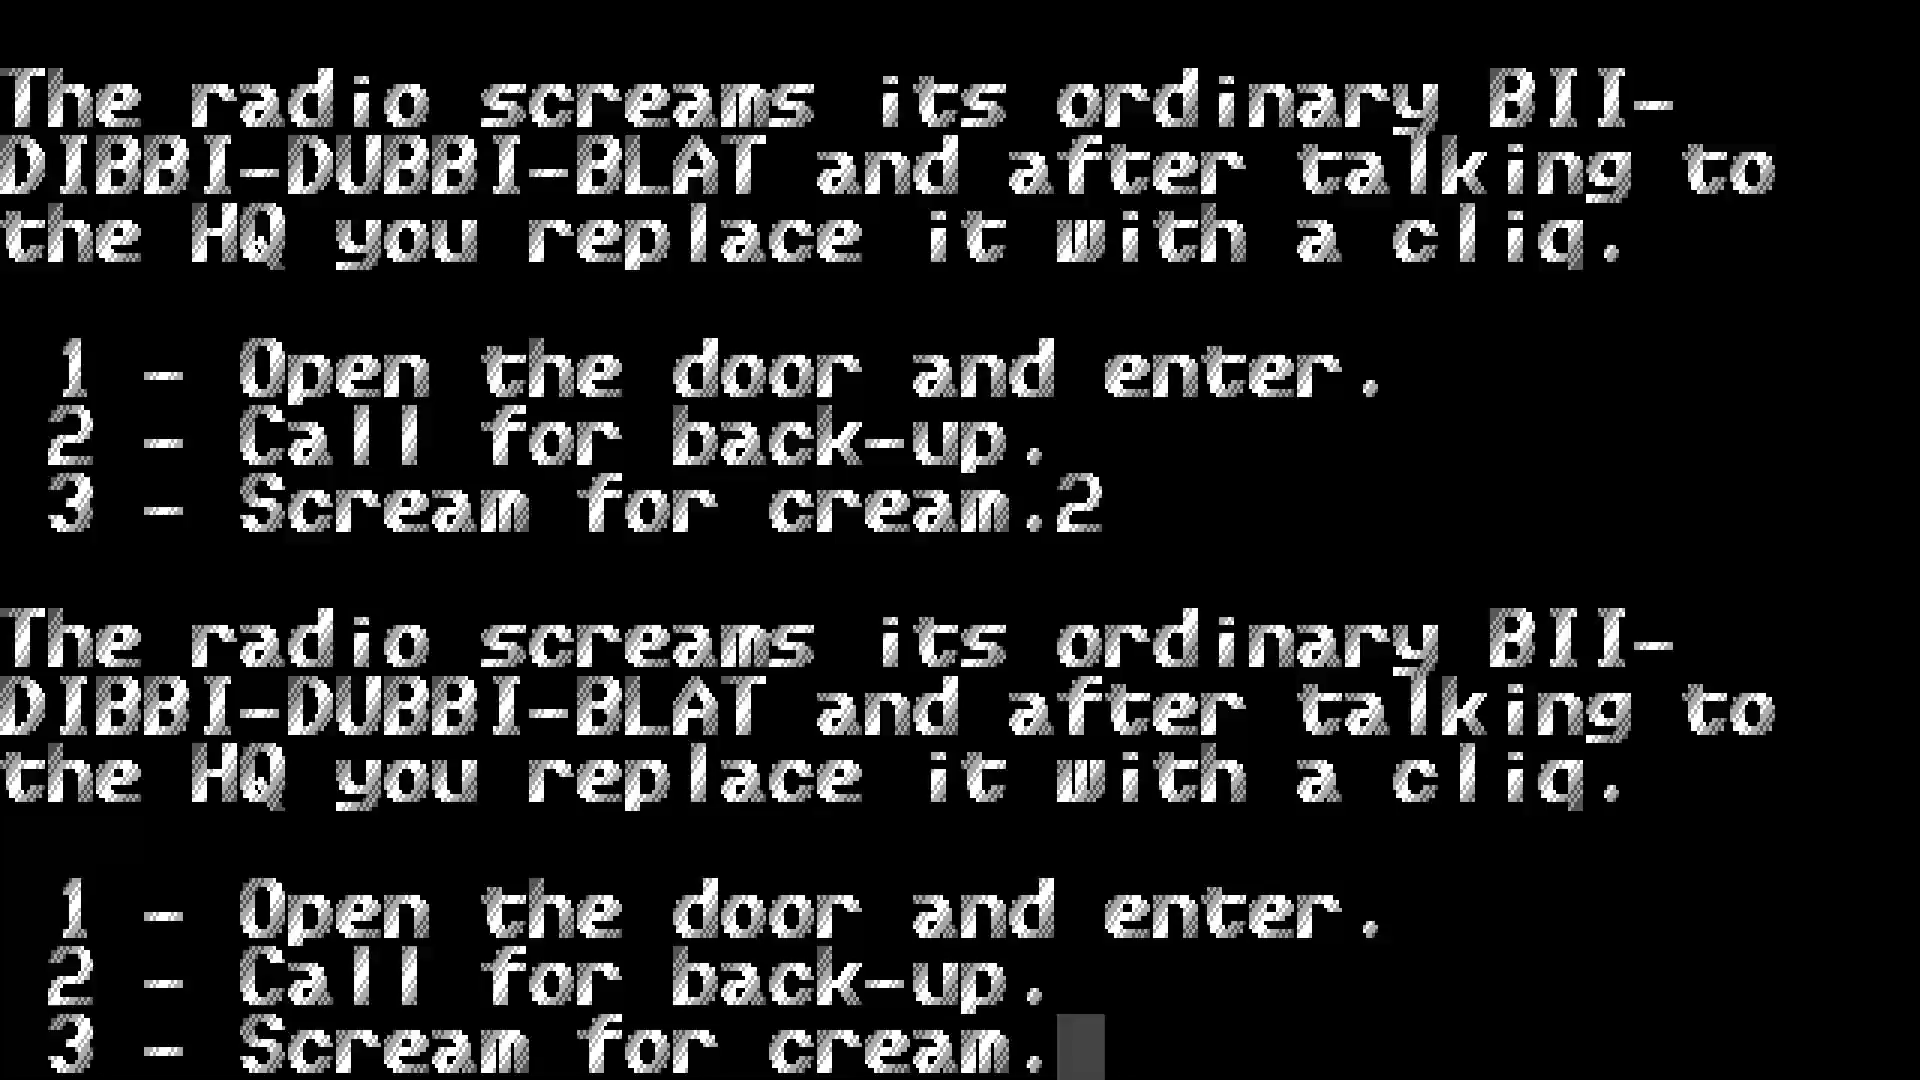 The radio screams its ordinary BII-
DIBBI-DUBBI-BLAT and after talking to
the HQ you replace it with a cliq.
1 - Open the door and enter.
2 - Call for back-up.
3 - Scream for cream.2
The radio screams its ordinary BII-
DIBBI-DUBBI-BLAT and after talking to
the HQ you replace it with a cliq.
1 - Open the door and enter.
2 - Call for back-up.
3 - Scream for cream.